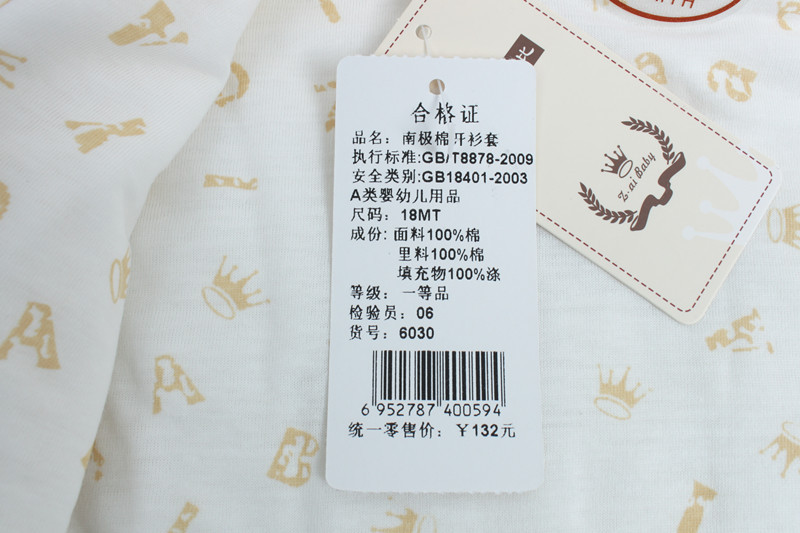 合格证
品名：南极棉开衫套
执行标准:GB/T8878-2009
安全类别:GB18401-2003
A类婴幼儿用品
尺码：18MT
成份: 面料100%棉
里料100%棉
填充物100%涤
等级：一等品
检验员：06
货号：6030
6 952787 400594
统一零售价：￥132元
Z·ai Baby